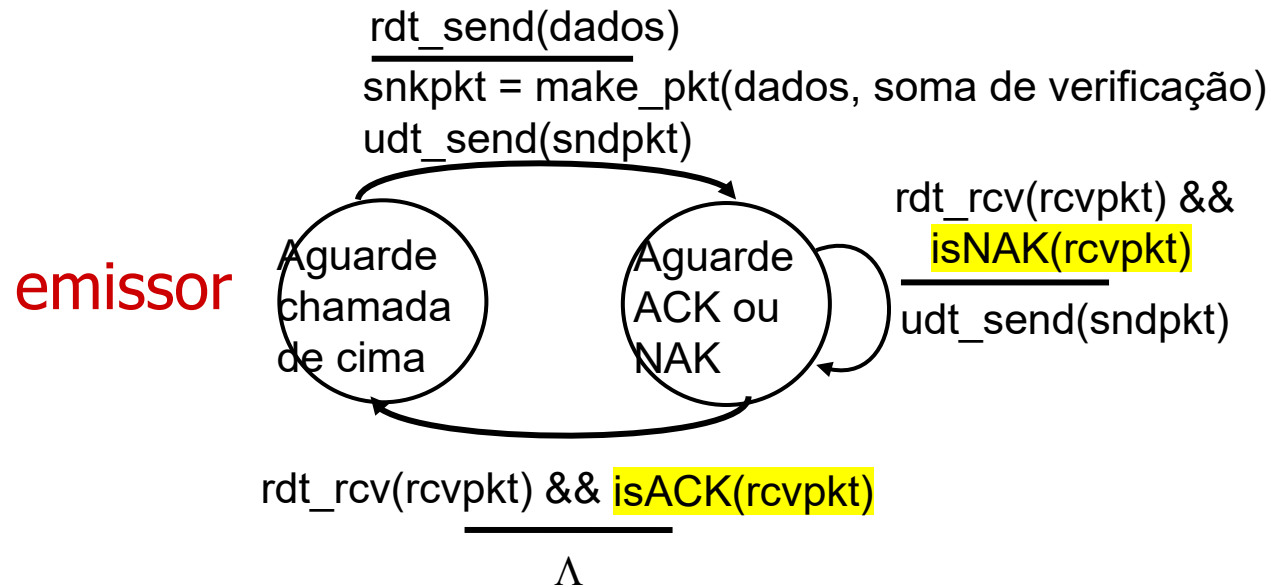 rdt_send(dados)
snkpkt = make_pkt(dados, soma de verificação)
udt_send(sndpkt)
rdt_rcv(rcvpkt) &&
isNAK(rcvpkt)
udt_send(sndpkt)
emissor
Aguarde
chamada
de cima
Aguarde
ACK ou
NAK
rdt_rcv(rcvpkt) && isACK(rcvpkt)
Λ